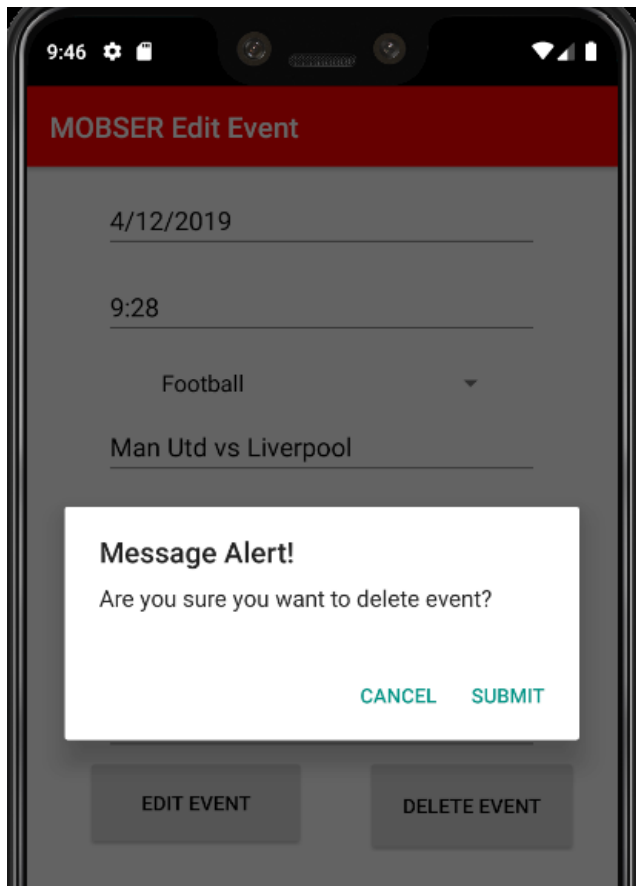 9:46
MOBSER Edit Event
4/12/2019
9:28
Football
Man Utd vs Liverpool
Message Alert!
Are you sure you want to delete event?
CANCEL SUBMIT
EDIT EVENT DELETE EVENT